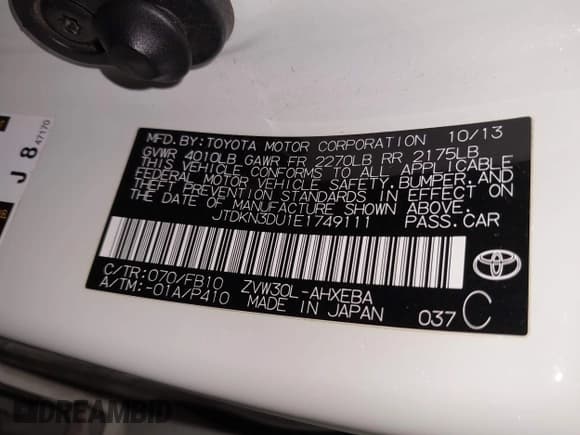 MFD.BY:TOYOTA MOTOR CORPORATION 10/13
GVWR 4010LB GAWR FR 2270LB RR 2175LB
THIS VEHICLE CONFORMS TO ALL APPLICABLE
FEDERAL MOTOR VEHICLE SAFETY, BUMPER, AND
THEFT PREVENTION STANDARDS IN EFFECT ON
THE DATE OF MANUFACTURE SHOWN ABOVE.
JTDKN3DU1E1749111 PASS.CAR
C/TR:070/FB10 ZVW30L-AHXEBA
A/TM:-01A/P410 MADE IN JAPAN 037 C
J 8 47170
DREAMBID